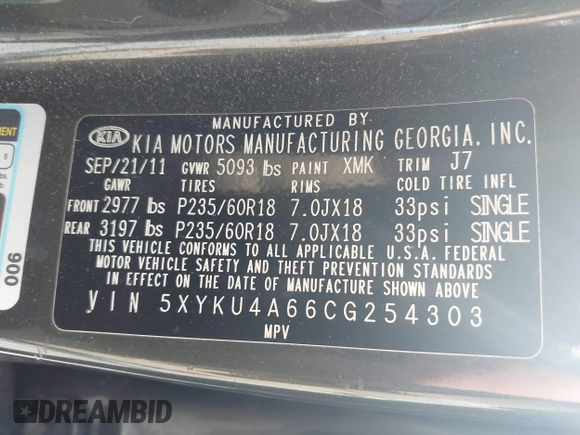 MANUFACTURED BY
KIA KIA MOTORS MANUFACTURING GEORGIA, INC.
SEP/21/11 GVWR 5093 lbs PAINT XMK TRIM J7
GAWR TIRES RIMS COLD TIRE INFL
FRONT 2977 lbs P235/60R18 7.0JX18 33psi SINGLE
REAR 3197 lbs P235/60R18 7.0JX18 33psi SINGLE
THIS VEHICLE CONFORMS TO ALL APPLICABLE U.S.A. FEDERAL
MOTOR VEHICLE SAFETY AND THEFT PREVENTION STANDARDS
IN EFFECT ON THE DATE OF MANUFACTURE SHOWN ABOVE
VIN 5XYKU4A66CG254303
MPV
5
006
DREAMBID